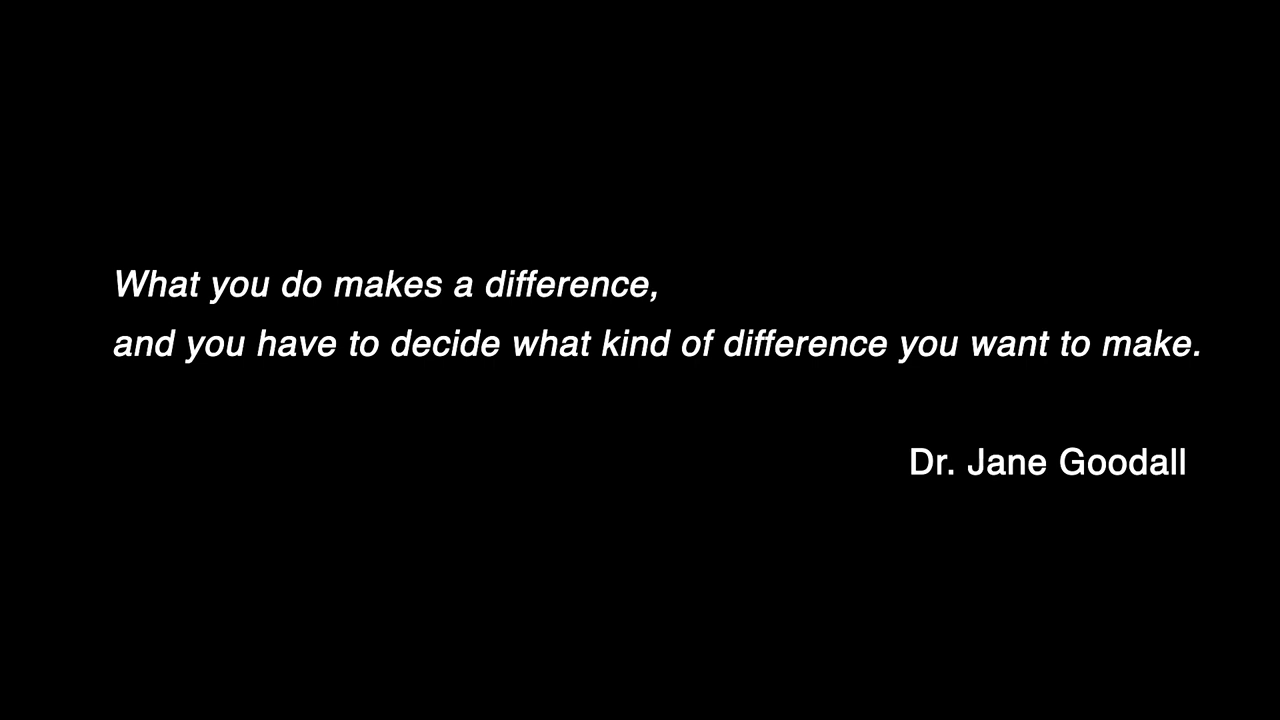 What you do makes a difference,
and you have to decide what kind of difference you want to make.
Dr. Jane Goodall